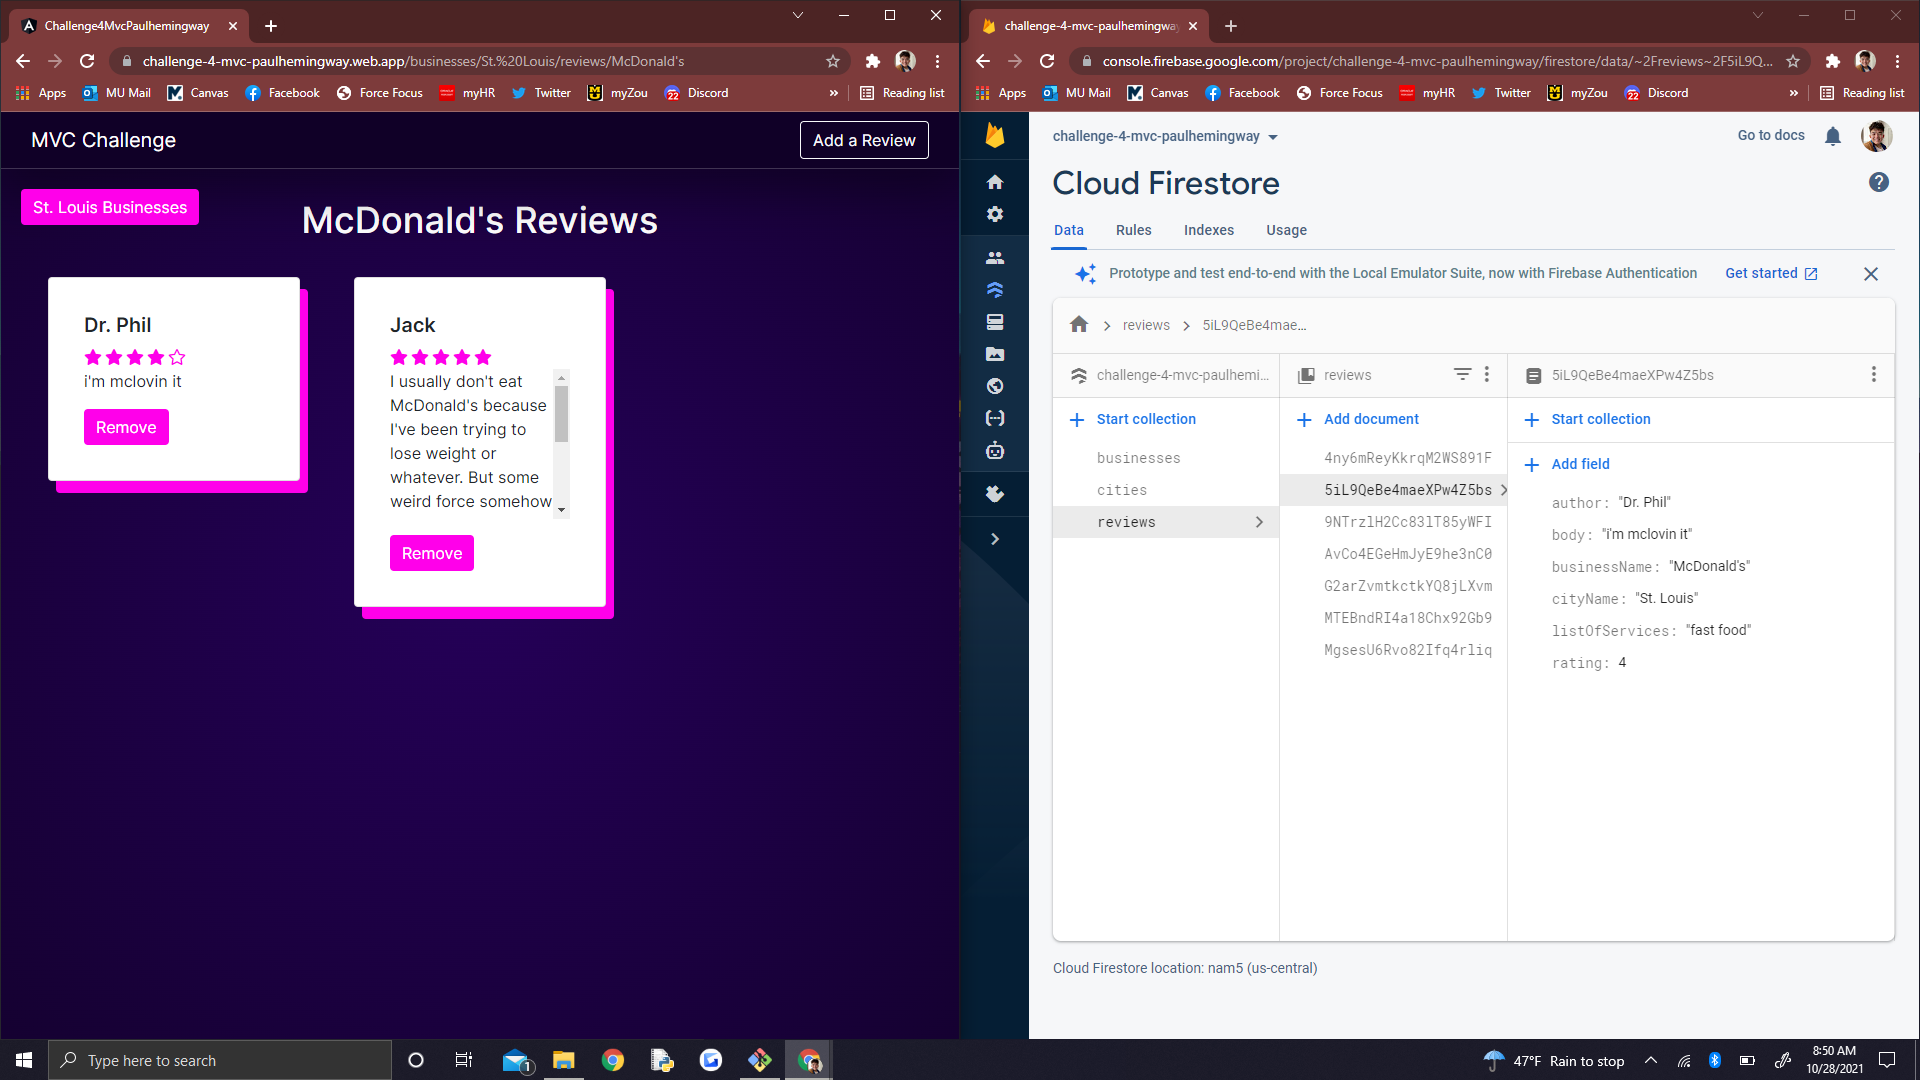 Challenge4MvcPaulhemingway
challenge-4-mvc-paulhemingway.web.app/businesses/St.%20Louis/reviews/McDonald's
Apps MU Mail Canvas Facebook Force Focus myHR Twitter myZou Discord » Reading list
MVC Challenge
Add a Review
St. Louis Businesses
McDonald's Reviews
Dr. Phil
i'm mclovin it
Remove
Jack
I usually don't eat
McDonald's because
I've been trying to
lose weight or
whatever. But some
weird force somehow
Remove
challenge-4-mvc-paulhemingway
console.firebase.google.com/project/challenge-4-mvc-paulhemingway/firestore/data/~2Freviews~2F5iL9Q...
Apps MU Mail Canvas Facebook Force Focus myHR Twitter myZou Discord » Reading list
challenge-4-mvc-paulhemingway
Go to docs
Cloud Firestore
Data Rules Indexes Usage
Prototype and test end-to-end with the Local Emulator Suite, now with Firebase Authentication Get started
reviews 5iL9QeBe4mae...
challenge-4-mvc-paulhemi...
Start collection
businesses
cities
reviews
reviews
Add document
4ny6mReyKkrqM2WS891F
5iL9QeBe4maeXPw4Z5bs
9NTrzlH2Cc83lT85yWFI
AvCo4EGeHmJyE9he3nC0
G2arZvmtkctkYQ8jLXvm
MTEBndRI4a18Chx92Gb9
MgsesU6Rvo82Ifq4rliq
5iL9QeBe4maeXPw4Z5bs
Start collection
Add field
author: "Dr. Phil"
body: "i'm mclovin it"
businessName: "McDonald's"
cityName: "St. Louis"
listOfServices: "fast food"
rating: 4
Cloud Firestore location: nam5 (us-central)
Type here to search
1
47°F Rain to stop
8:50 AM
10/28/2021